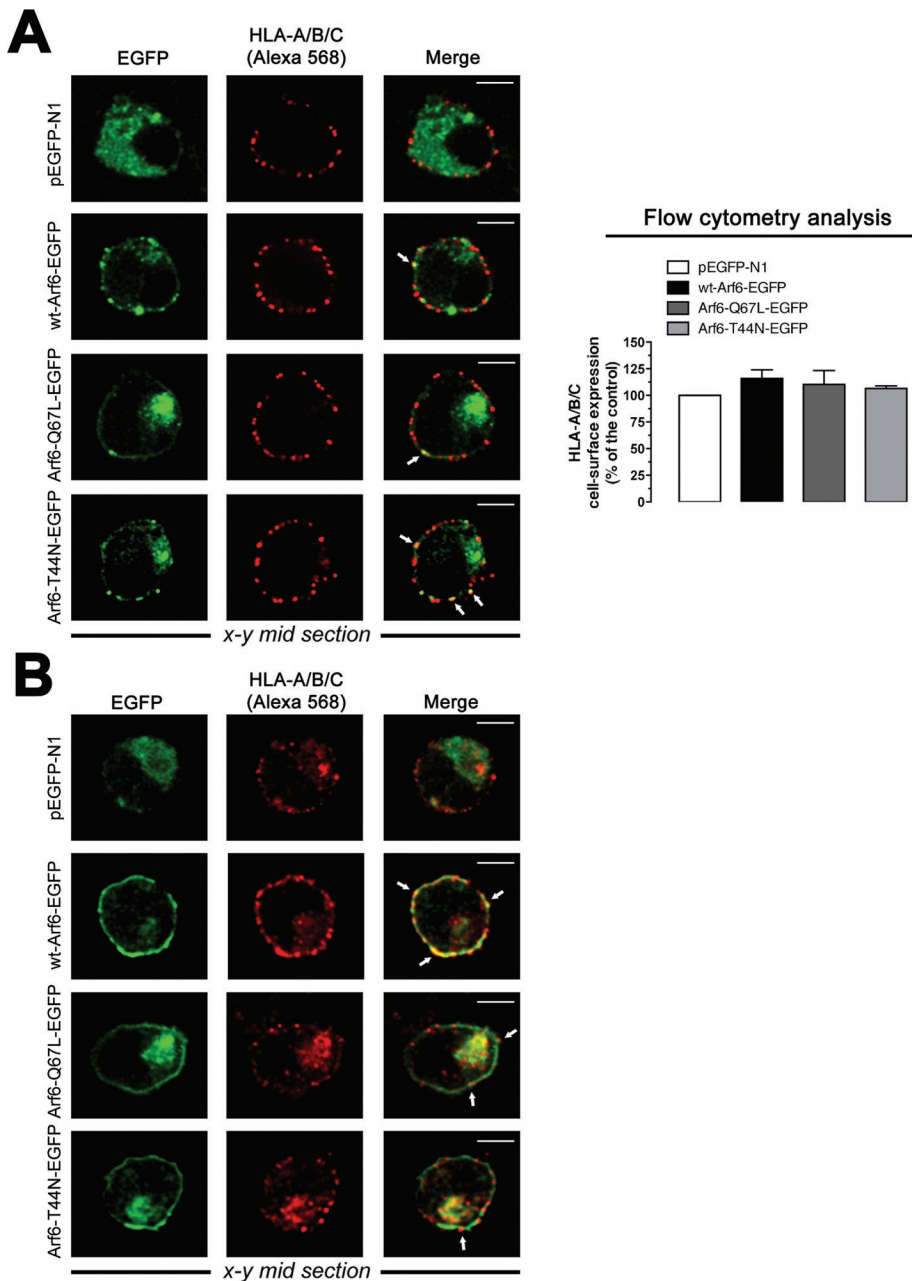 A
EGFP
HLA-A/B/C
(Alexa 568)
Merge
pEGFP-N1
wt-Arf6-EGFP
Arf6-Q67L-EGFP
Arf6-T44N-EGFP
x-y mid section
Flow cytometry analysis
pEGFP-N1
wt-Arf6-EGFP
Arf6-Q67L-EGFP
Arf6-T44N-EGFP
HLA-A/B/C
cell-surface expression
(% of the control)
150
125
100
75
50
25
0
B
EGFP
HLA-A/B/C
(Alexa 568)
Merge
pEGFP-N1
wt-Arf6-EGFP
Arf6-Q67L-EGFP
Arf6-T44N-EGFP
x-y mid section